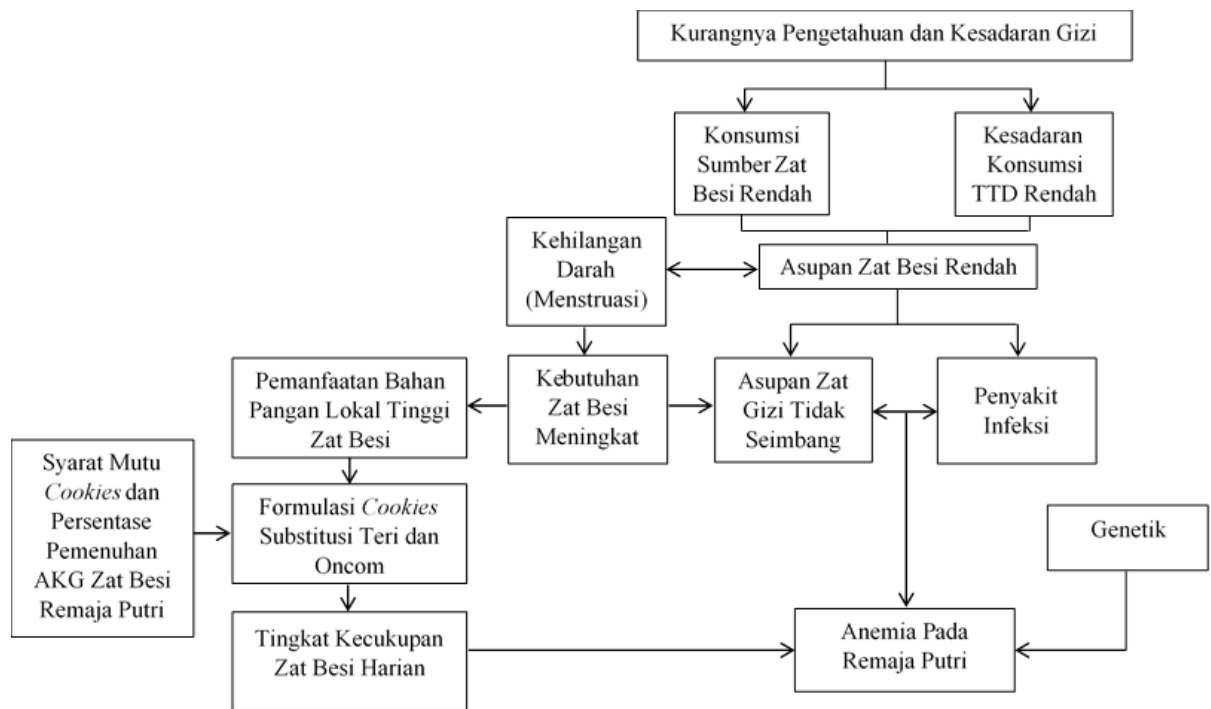 Kurangnya Pengetahuan dan Kesadaran Gizi
Konsumsi
Sumber Zat
Besi Rendah
Kesadaran
Konsumsi
TTD Rendah
Kehilangan
Darah
(Menstruasi)
Asupan Zat Besi Rendah
Pemanfaatan Bahan
Pangan Lokal Tinggi
Zat Besi
Kebutuhan
Zat Besi
Meningkat
Asupan Zat
Gizi Tidak
Seimbang
Penyakit
Infeksi
Syarat Mutu
Cookies dan
Persentase
Pemenuhan
AKG Zat Besi
Remaja Putri
Formulasi Cookies
Substitusi Teri dan
Oncom
Genetik
Tingkat Kecukupan
Zat Besi Harian
Anemia Pada
Remaja Putri